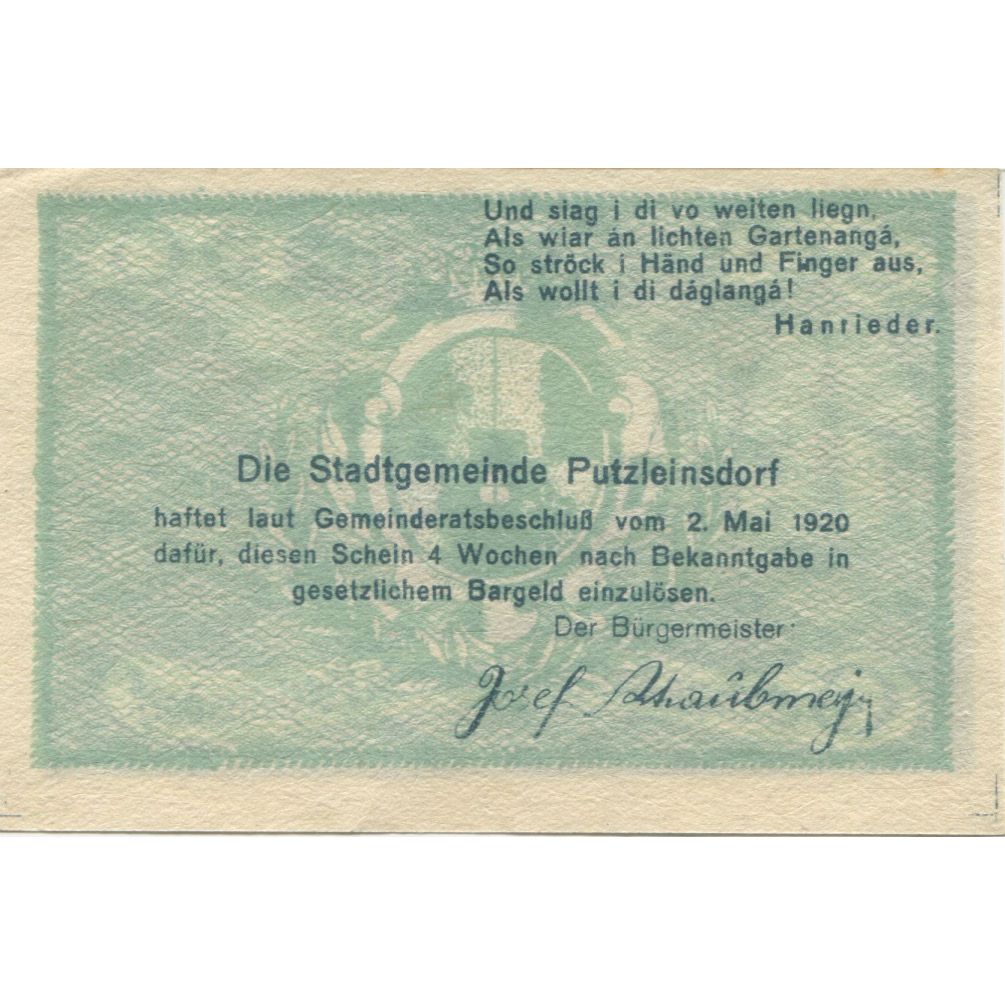 Und siag i di vo weiten liegn,
Als wiar án lichten Gartenangá,
So ströck i Händ und Finger aus,
Als wollt i di dáglangá!
Hanrieder.
Die Stadtgemeinde Putzleinsdorf
haftet laut Gemeinderatsbeschluß vom 2. Mai 1920
dafür, diesen Schein 4 Wochen nach Bekanntgabe in
gesetzlichem Bargeld einzulösen.
Der Bürgermeister:
Josef